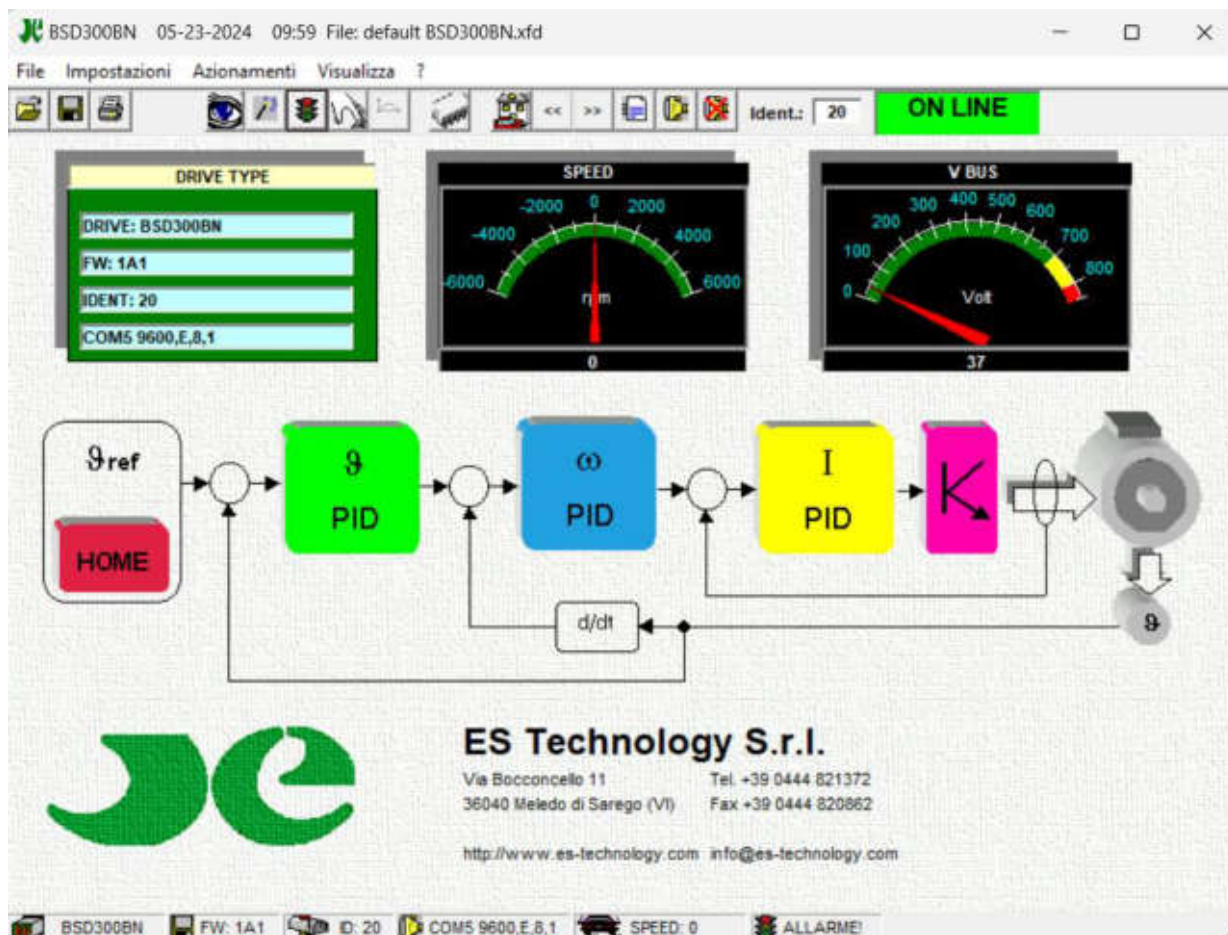 BSD300BN 05-23-2024 09:59 File: default BSD300BN.xfd
File Impostazioni Azionamenti Visualizza ?
<< >> Ident.: 20 ON LINE
DRIVE TYPE
DRIVE: BSD300BN
FW: 1A1
IDENT: 20
COM5 9600,E,8,1
SPEED
-6000 -4000 -2000 0 2000 4000 6000
rpm
0
V BUS
0 100 200 300 400 500 600 700 800
Volt
37
ϑref
HOME
ϑ
PID
ω
PID
I
PID
d/dt
ϑ
ES Technology S.r.l.
Via Bocconcello 11 Tel. +39 0444 821372
36040 Meledo di Sarego (VI) Fax +39 0444 820862
http://www.es-technology.com info@es-technology.com
BSD300BN FW: 1A1 ID: 20 COM5 9600,E,8,1 SPEED: 0 ALLARME!